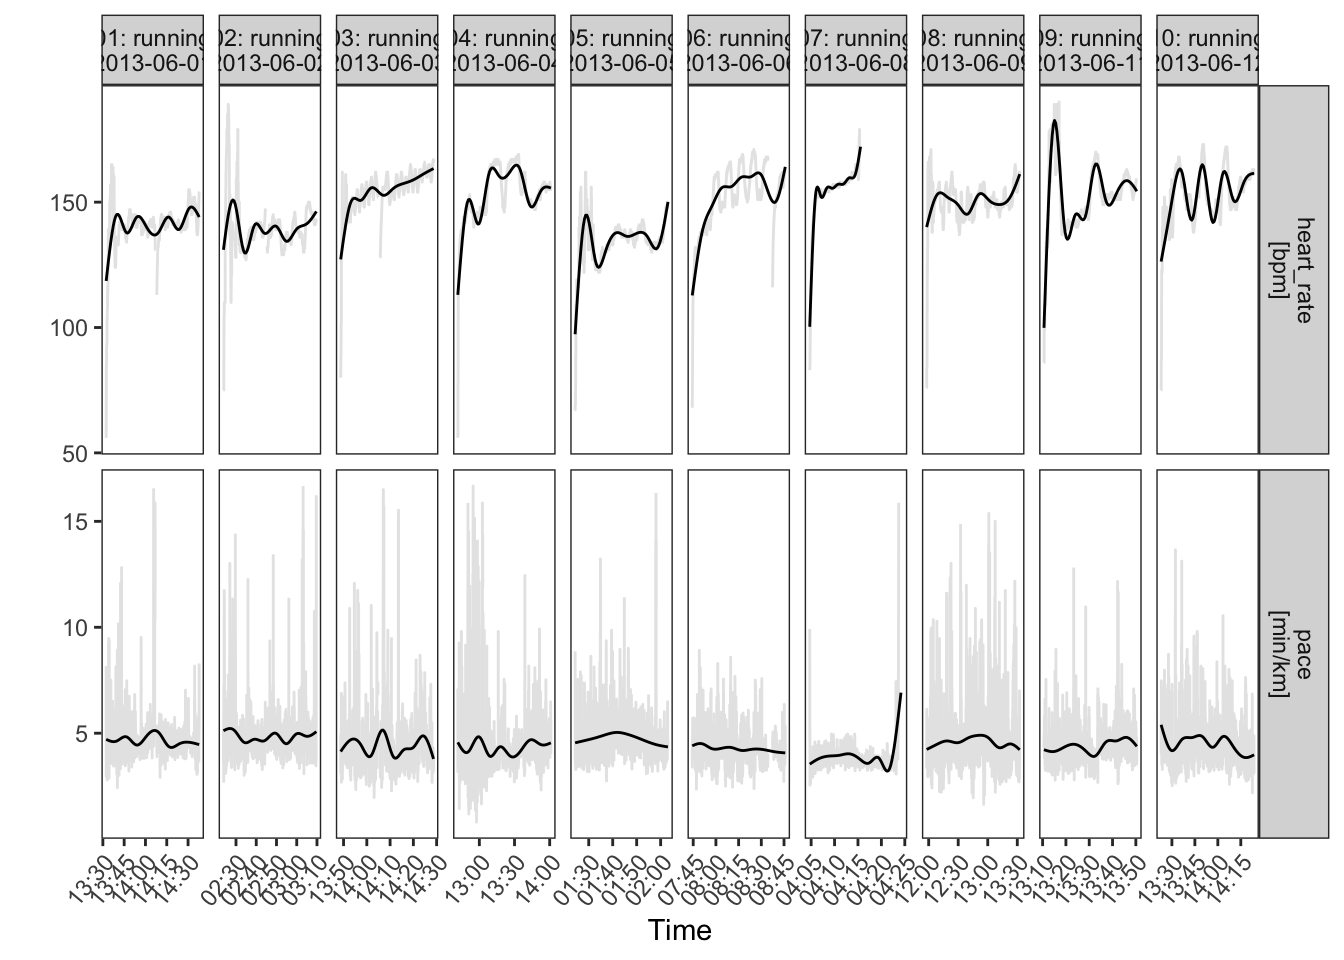 01: running 02: running 03: running 04: running 05: running 06: running 07: running 08: running 09: running 10: running
2013-06-01 2013-06-02 2013-06-03 2013-06-04 2013-06-05 2013-06-06 2013-06-08 2013-06-09 2013-06-11 2013-06-12
150
100
50
heart_rate
[bpm]
15
10
5
pace
[min/km]
13:30 13:45 14:00 14:15 14:30 02:30 02:40 02:50 03:00 03:10 13:50 14:00 14:10 14:20 14:30 13:00 13:30 14:00 01:30 01:40 01:50 02:00 07:45 08:00 08:15 08:30 08:45 04:05 04:10 04:15 04:20 04:25 12:00 12:30 13:00 13:30 13:10 13:20 13:30 13:40 13:50 13:30 13:45 14:00 14:15
Time